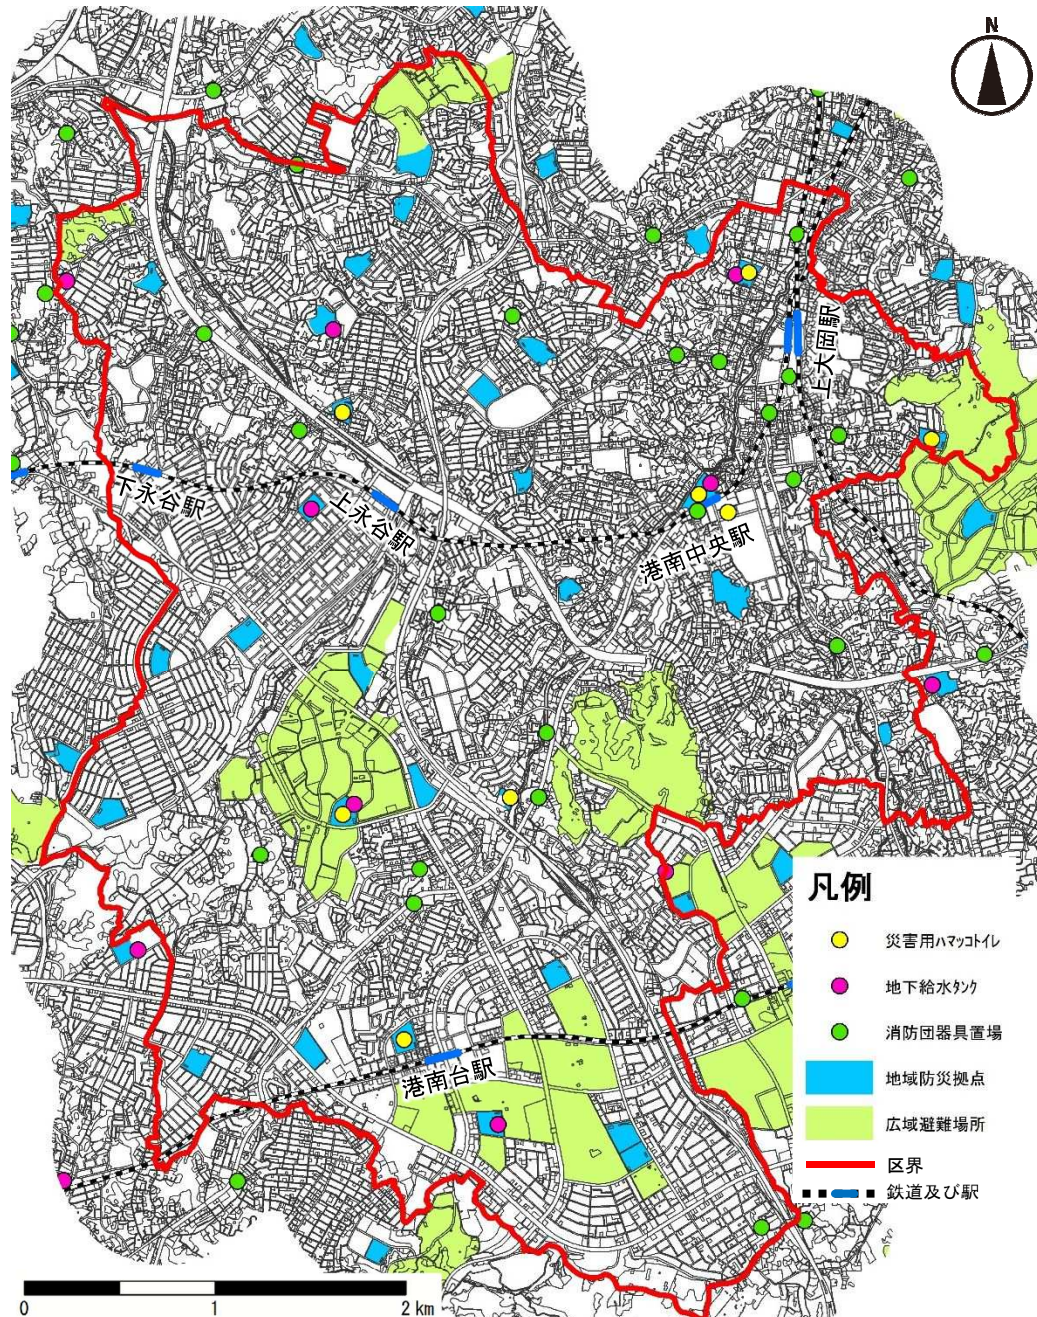 N
上大岡駅
下永谷駅
上永谷駅
港南中央駅
港南台駅
凡例
災害用ハマッコトイレ
地下給水タンク
消防団器具置場
地域防災拠点
広域避難場所
区界
鉄道及び駅
0 1 2 km